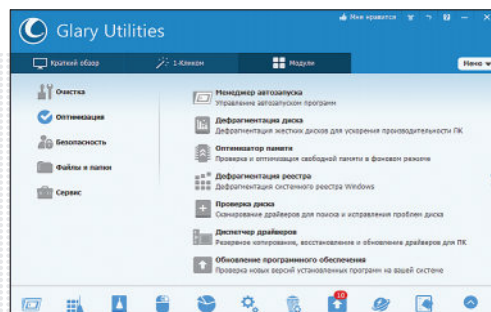 Мне нравится
Glary Utilities
Краткий обзор
1-Кликом
Модули
Меню
Очистка
Оптимизация
Безопасность
Файлы и папки
Сервис
Менеджер автозапуска
Управление автозапуском программ
Дефрагментация диска
Дефрагментация жестких дисков для ускорения производительности ПК
Оптимизатор памяти
Проверка и оптимизация свободной памяти в фоновом режиме
Дефрагментация реестра
Дефрагментация системного реестра Windows
Проверка диска
Сканирование драйверов для поиска и исправления проблем диска
Диспетчер драйверов
Резервное копирование, восстановление и обновление драйверов для ПК
Обновление программного обеспечения
Проверка новых версий установленных программ на вашей системе
10